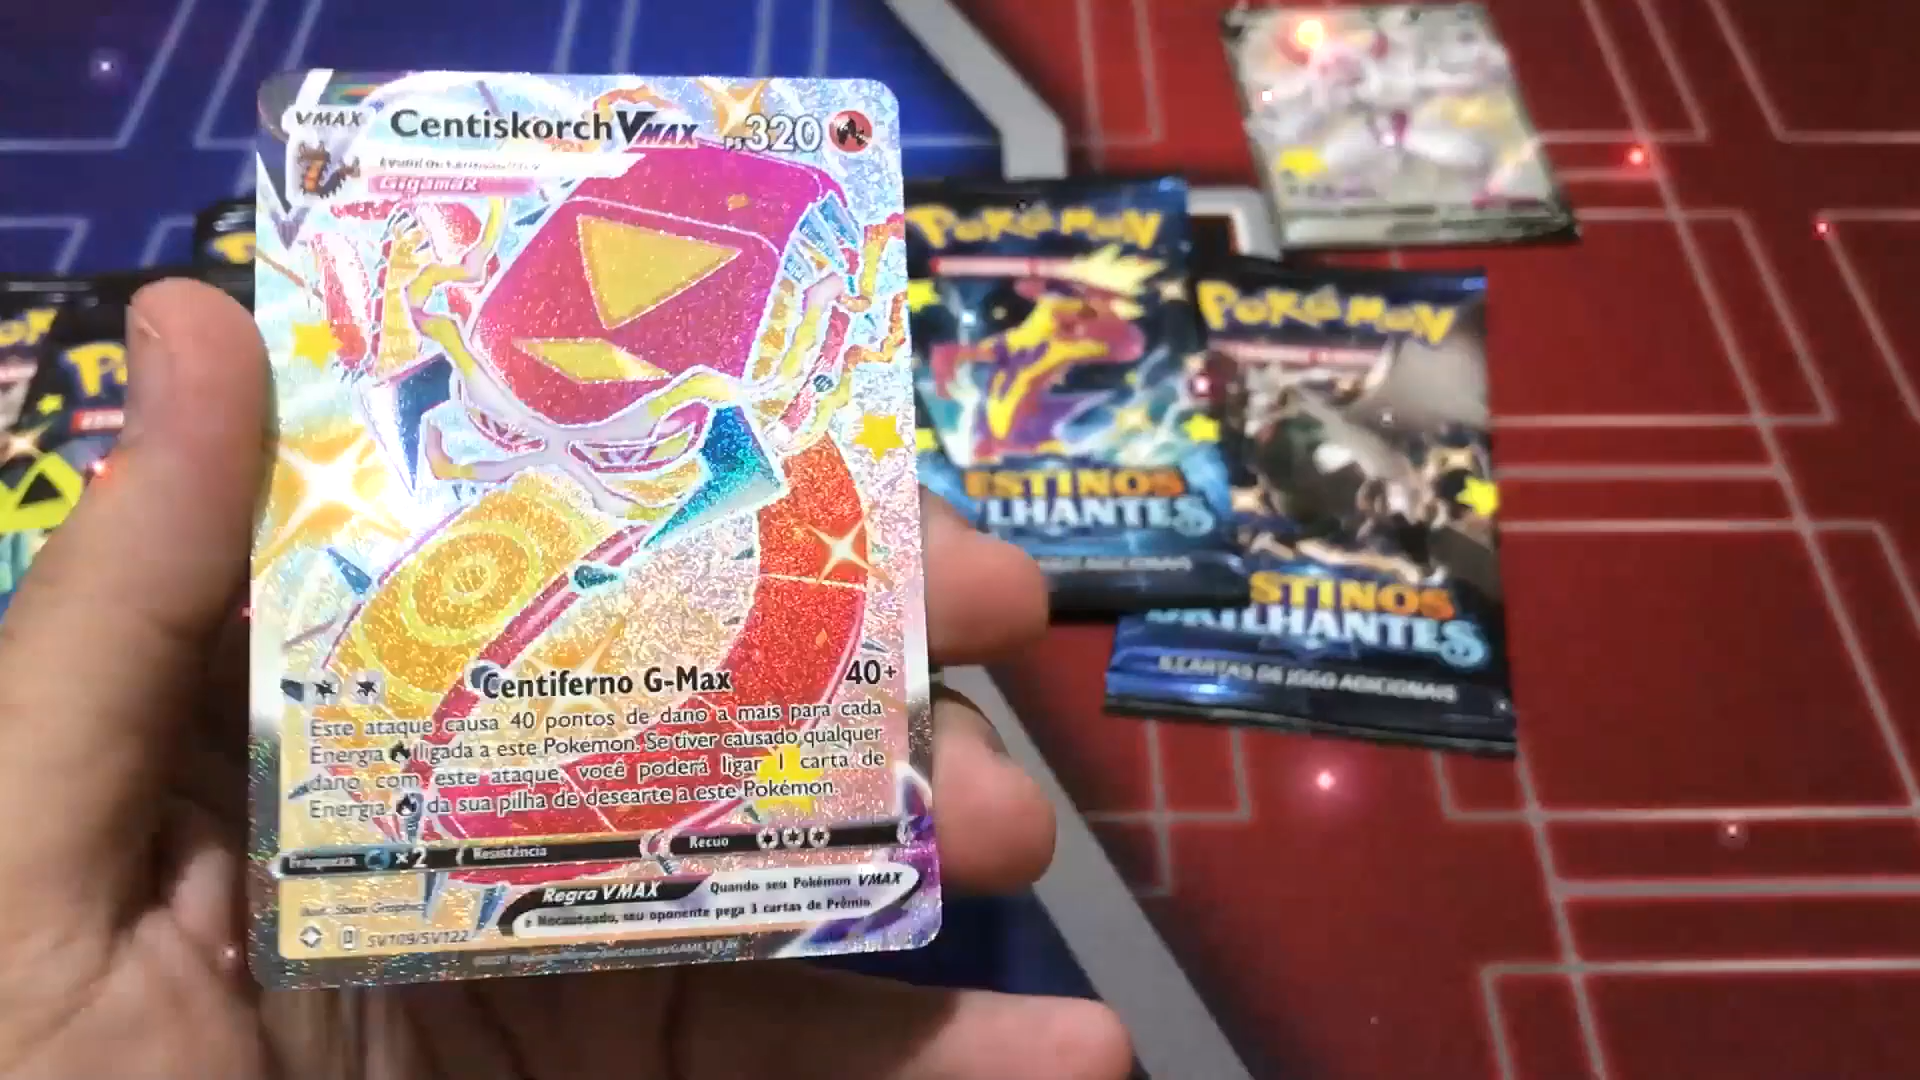 VMAX
Centiskorch VMAX PS 320
Gigamax
Centiferno G-Max 40+
Este ataque causa 40 pontos de dano a mais para cada
Energia ligada a este Pokémon. Se tiver causado qualquer
dano com este ataque, você poderá ligar 1 carta de
Energia da sua pilha de descarte a este Pokémon.
Fraqueza ×2 Resistência Recuo
Regra VMAX Quando seu Pokémon VMAX
é Nocauteado, seu oponente pega 3 cartas de Prêmio.
SV109/SV122
POKéMON
ESTINOS
LHANTES
POKéMON
STINOS
BRILHANTES
CARTAS DE JOGO ADICIONAIS